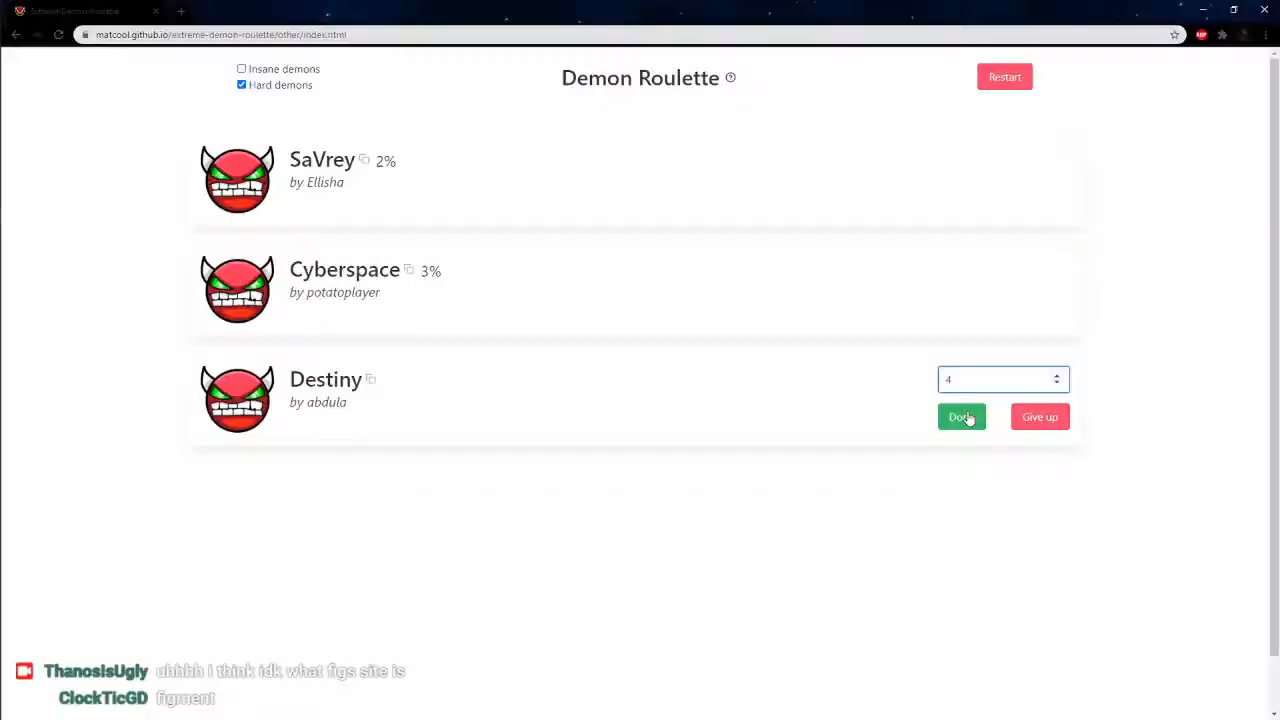 matcool.github.io/extreme-demon-roulette/other/index.html
ABP
Insane demons
Hard demons
Demon Roulette
Restart
SaVrey 2%
by Ellisha
Cyberspace 3%
by potatoplayer
Destiny
by abdula
4
Give up
ThanosIsUgly uhhhh I think idk what figs site is
ClockTicGD figment